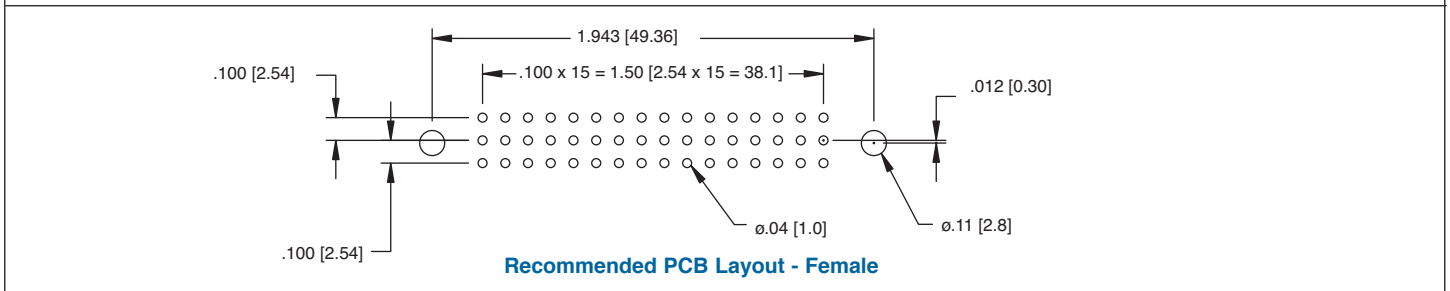 1.943 [49.36]
.100 [2.54]
.100 x 15 = 1.50 [2.54 x 15 = 38.1]
.012 [0.30]
ø.04 [1.0]
ø.11 [2.8]
.100 [2.54]
Recommended PCB Layout - Female